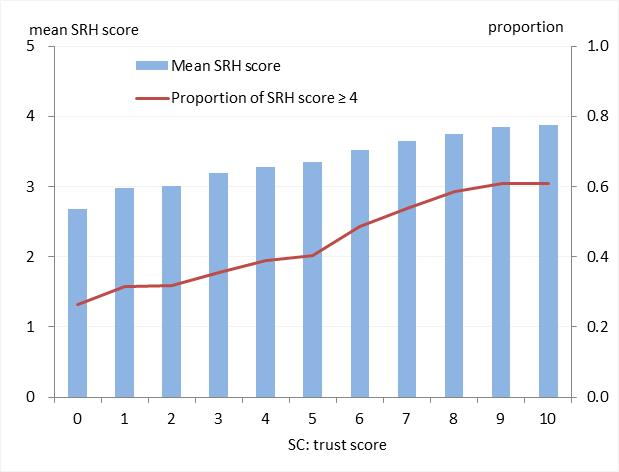 mean SRH score
proportion
5
1.0
Mean SRH score
Proportion of SRH score ≥ 4
4
0.8
3
0.6
2
0.4
1
0.2
0
0.0
0 1 2 3 4 5 6 7 8 9 10
SC: trust score